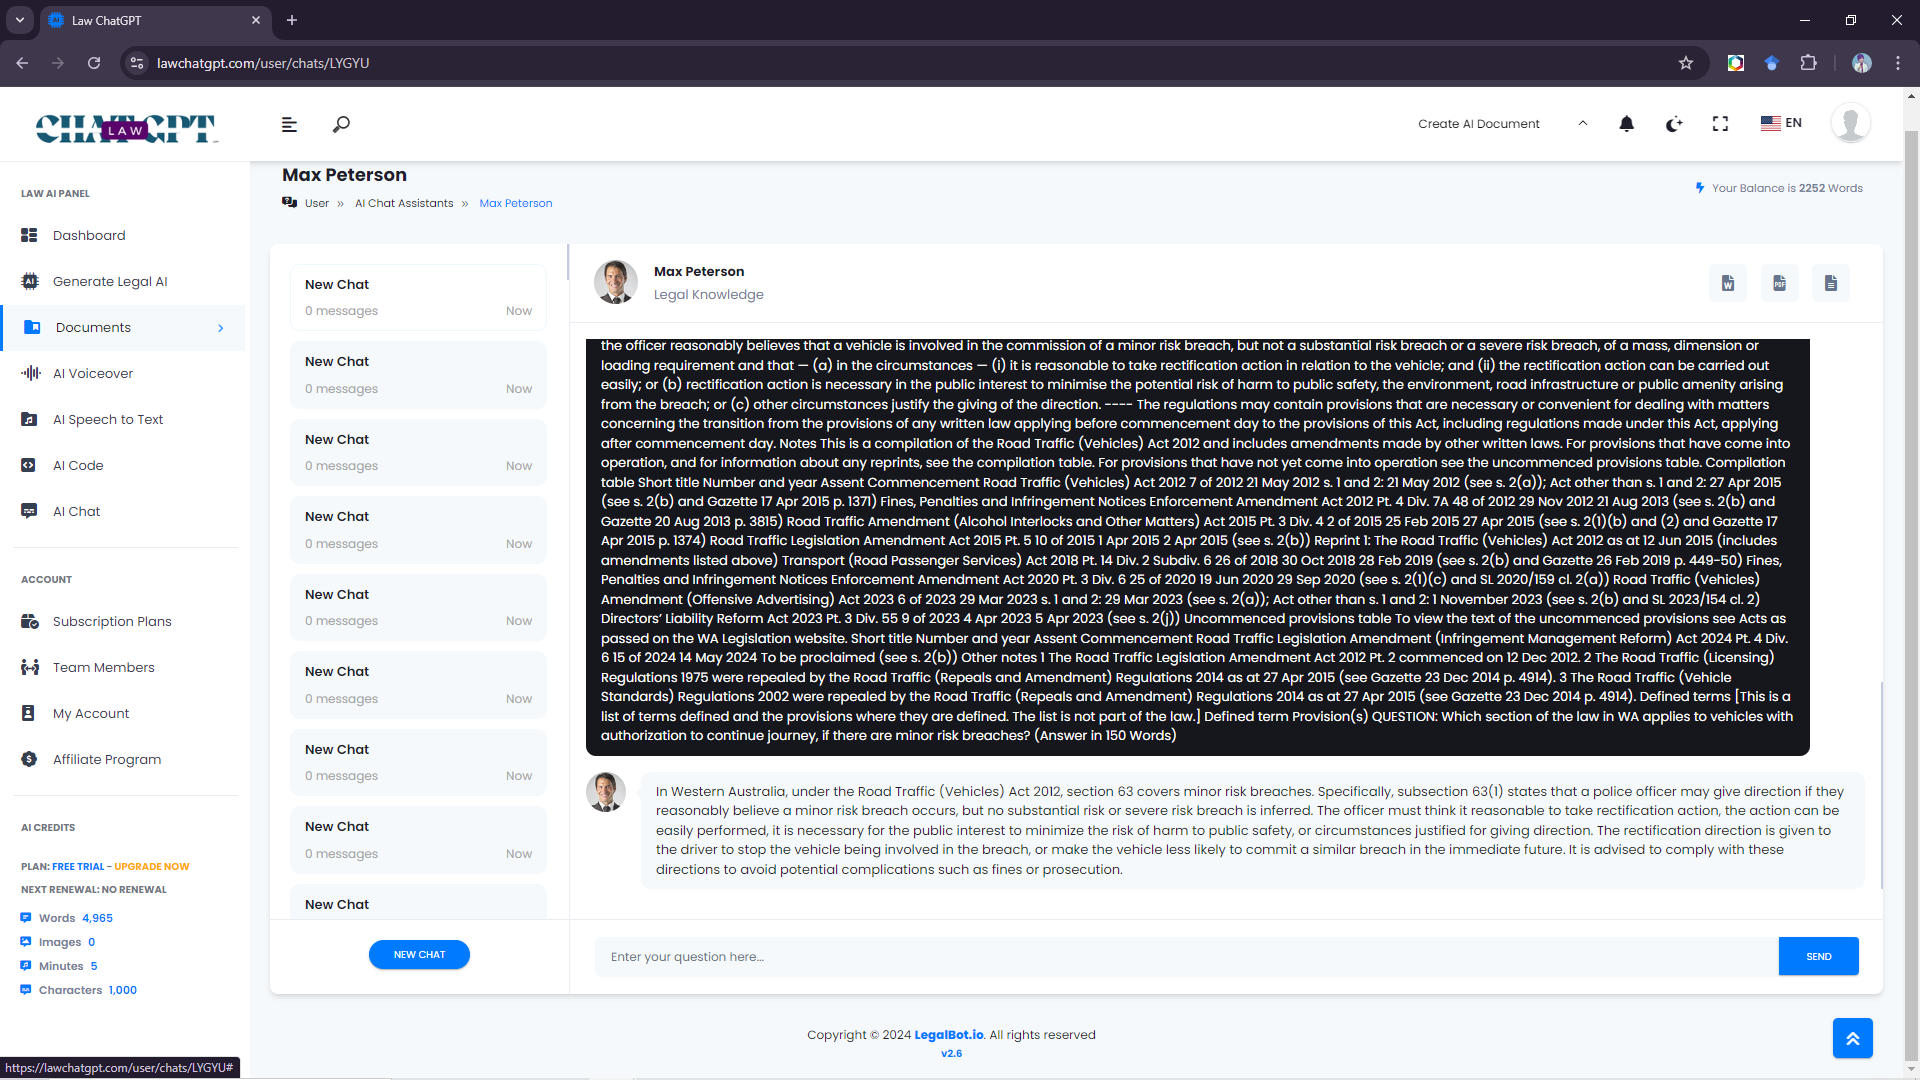 Law ChatGPT
lawchatgpt.com/user/chats/LYGYU
CHATGPT
LAW
Create AI Document
EN
LAW AI PANEL
Dashboard
Generate Legal AI
Documents
AI Voiceover
AI Speech to Text
AI Code
AI Chat
ACCOUNT
Subscription Plans
Team Members
My Account
Affiliate Program
AI CREDITS
PLAN: FREE TRIAL - UPGRADE NOW
NEXT RENEWAL: NO RENEWAL
Words 4,965
Images 0
Minutes 5
Characters 1,000
Max Peterson
User » AI Chat Assistants » Max Peterson
Your Balance is 2252 Words
New Chat
0 messages Now
New Chat
0 messages Now
New Chat
0 messages Now
New Chat
0 messages Now
New Chat
0 messages Now
New Chat
0 messages Now
New Chat
0 messages Now
New Chat
0 messages Now
New Chat
NEW CHAT
Max Peterson
Legal Knowledge
W
PDF
the officer reasonably believes that a vehicle is involved in the commission of a minor risk breach, but not a substantial risk breach or a severe risk breach, of a mass, dimension or
loading requirement and that — (a) in the circumstances — (i) it is reasonable to take rectification action in relation to the vehicle; and (ii) the rectification action can be carried out
easily; or (b) rectification action is necessary in the public interest to minimise the potential risk of harm to public safety, the environment, road infrastructure or public amenity arising
from the breach; or (c) other circumstances justify the giving of the direction. ---- The regulations may contain provisions that are necessary or convenient for dealing with matters
concerning the transition from the provisions of any written law applying before commencement day to the provisions of this Act, including regulations made under this Act, applying
after commencement day. Notes This is a compilation of the Road Traffic (Vehicles) Act 2012 and includes amendments made by other written laws. For provisions that have come into
operation, and for information about any reprints, see the compilation table. For provisions that have not yet come into operation see the uncommenced provisions table. Compilation
table Short title Number and year Assent Commencement Road Traffic (Vehicles) Act 2012 7 of 2012 21 May 2012 s. 1 and 2: 21 May 2012 (see s. 2(a)); Act other than s. 1 and 2: 27 Apr 2015
(see s. 2(b) and Gazette 17 Apr 2015 p. 1371) Fines, Penalties and Infringement Notices Enforcement Amendment Act 2012 Pt. 4 Div. 7A 48 of 2012 29 Nov 2012 21 Aug 2013 (see s. 2(b) and
Gazette 20 Aug 2013 p. 3815) Road Traffic Amendment (Alcohol Interlocks and Other Matters) Act 2015 Pt. 3 Div. 4 2 of 2015 25 Feb 2015 27 Apr 2015 (see s. 2(1)(b) and (2) and Gazette 17
Apr 2015 p. 1374) Road Traffic Legislation Amendment Act 2015 Pt. 5 10 of 2015 1 Apr 2015 2 Apr 2015 (see s. 2(b)) Reprint 1: The Road Traffic (Vehicles) Act 2012 as at 12 Jun 2015 (includes
amendments listed above) Transport (Road Passenger Services) Act 2018 Pt. 14 Div. 2 Subdiv. 6 26 of 2018 30 Oct 2018 28 Feb 2019 (see s. 2(b) and Gazette 26 Feb 2019 p. 449-50) Fines,
Penalties and Infringement Notices Enforcement Amendment Act 2020 Pt. 3 Div. 6 25 of 2020 19 Jun 2020 29 Sep 2020 (see s. 2(1)(c) and SL 2020/159 cl. 2(a)) Road Traffic (Vehicles)
Amendment (Offensive Advertising) Act 2023 6 of 2023 29 Mar 2023 s. 1 and 2: 29 Mar 2023 (see s. 2(a)); Act other than s. 1 and 2: 1 November 2023 (see s. 2(b) and SL 2023/154 cl. 2)
Directors’ Liability Reform Act 2023 Pt. 3 Div. 55 9 of 2023 4 Apr 2023 5 Apr 2023 (see s. 2(j)) Uncommenced provisions table To view the text of the uncommenced provisions see Acts as
passed on the WA Legislation website. Short title Number and year Assent Commencement Road Traffic Legislation Amendment (Infringement Management Reform) Act 2024 Pt. 4 Div.
6 15 of 2024 14 May 2024 To be proclaimed (see s. 2(b)) Other notes 1 The Road Traffic Legislation Amendment Act 2012 Pt. 2 commenced on 12 Dec 2012. 2 The Road Traffic (Licensing)
Regulations 1975 were repealed by the Road Traffic (Repeals and Amendment) Regulations 2014 as at 27 Apr 2015 (see Gazette 23 Dec 2014 p. 4914). 3 The Road Traffic (Vehicle
Standards) Regulations 2002 were repealed by the Road Traffic (Repeals and Amendment) Regulations 2014 as at 27 Apr 2015 (see Gazette 23 Dec 2014 p. 4914). Defined terms [This is a
list of terms defined and the provisions where they are defined. The list is not part of the law.] Defined term Provision(s) QUESTION: Which section of the law in WA applies to vehicles with
authorization to continue journey, if there are minor risk breaches? (Answer in 150 Words)
In Western Australia, under the Road Traffic (Vehicles) Act 2012, section 63 covers minor risk breaches. Specifically, subsection 63(1) states that a police officer may give direction if they
reasonably believe a minor risk breach occurs, but no substantial risk or severe risk breach is inferred. The officer must think it reasonable to take rectification action, the action can be
easily performed, it is necessary for the public interest to minimize the risk of harm to public safety, or circumstances justified for giving direction. The rectification direction is given to
the driver to stop the vehicle being involved in the breach, or make the vehicle less likely to commit a similar breach in the immediate future. It is advised to comply with these
directions to avoid potential complications such as fines or prosecution.
Enter your question here...
SEND
Copyright © 2024 LegalBot.io. All rights reserved
v2.6
https://lawchatgpt.com/user/chats/LYGYU#